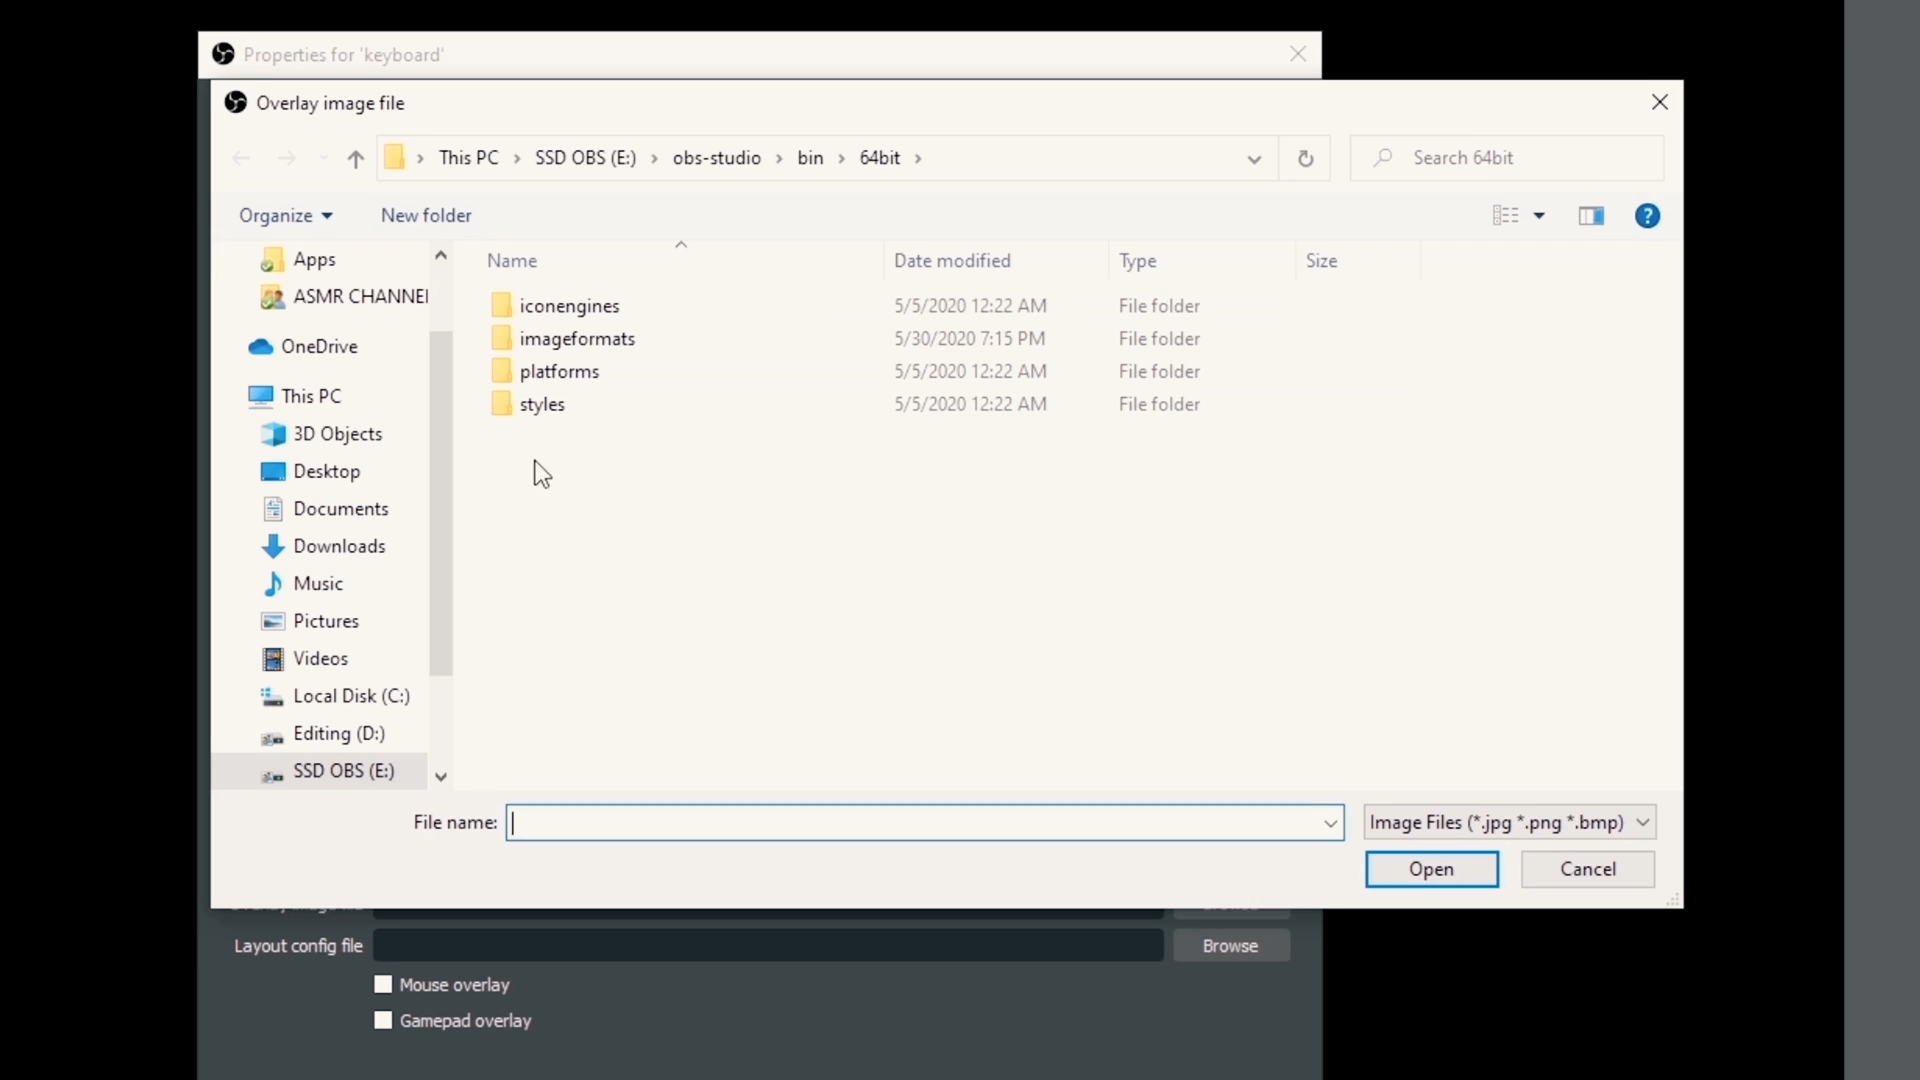 Properties for 'keyboard'
Overlay image file
This PC > SSD OBS (E:) > obs-studio > bin > 64bit >
Search 64bit
Organize
New folder
Name
Date modified
Type
Size
Apps
ASMR CHANNEL
OneDrive
This PC
3D Objects
Desktop
Documents
Downloads
Music
Pictures
Videos
Local Disk (C:)
Editing (D:)
SSD OBS (E:)
iconengines 5/5/2020 12:22 AM File folder
imageformats 5/30/2020 7:15 PM File folder
platforms 5/5/2020 12:22 AM File folder
styles 5/5/2020 12:22 AM File folder
File name:
Image Files (*.jpg *.png *.bmp)
Open
Cancel
Layout config file
Browse
Mouse overlay
Gamepad overlay